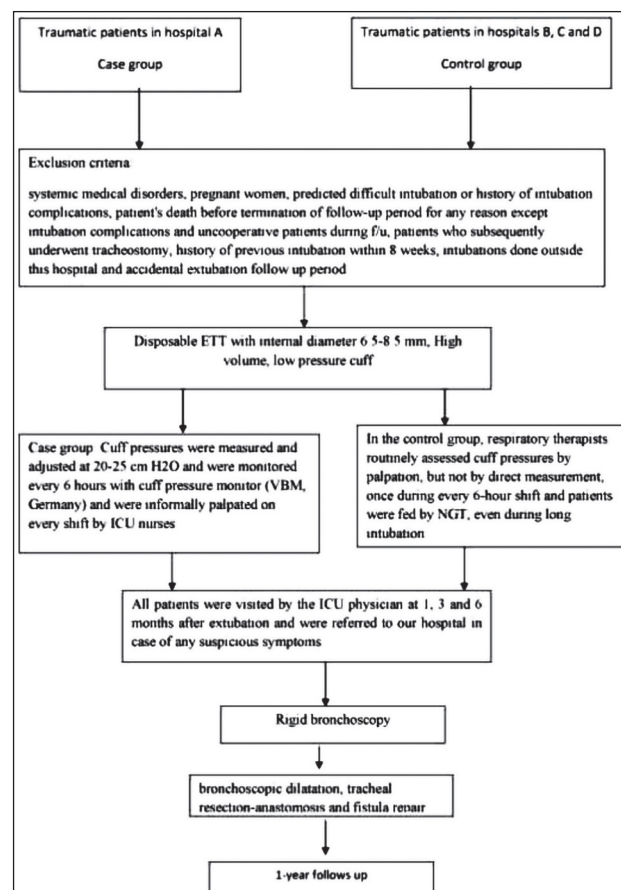 Traumatic patients in hospital A
Case group
Traumatic patients in hospitals B, C and D
Control group
Exclusion criteria
systemic medical disorders, pregnant women, predicted difficult intubation or history of intubation
complications, patient's death before termination of follow-up period for any reason except
intubation complications and uncooperative patients during f/u, patients who subsequently
underwent tracheostomy, history of previous intubation within 8 weeks, intubations done outside
this hospital and accidental extubation follow up period
Disposable ETT with internal diameter 6 5-8 5 mm, High
volume, low pressure cuff
Case group Cuff pressures were measured and
adjusted at 20-25 cm H2O and were monitored
every 6 hours with cuff pressure monitor (VBM,
Germany) and were informally palpated on
every shift by ICU nurses
In the control group, respiratory therapists
routinely assessed cuff pressures by
palpation, but not by direct measurement,
once during every 6-hour shift and patients
were fed by NGT, even during long
intubation
All patients were visited by the ICU physician at 1, 3 and 6
months after extubation and were referred to our hospital in
case of any suspicious symptoms
Rigid bronchoscopy
bronchoscopic dilatation, tracheal
resection-anastomosis and fistula repair
1-year follows up